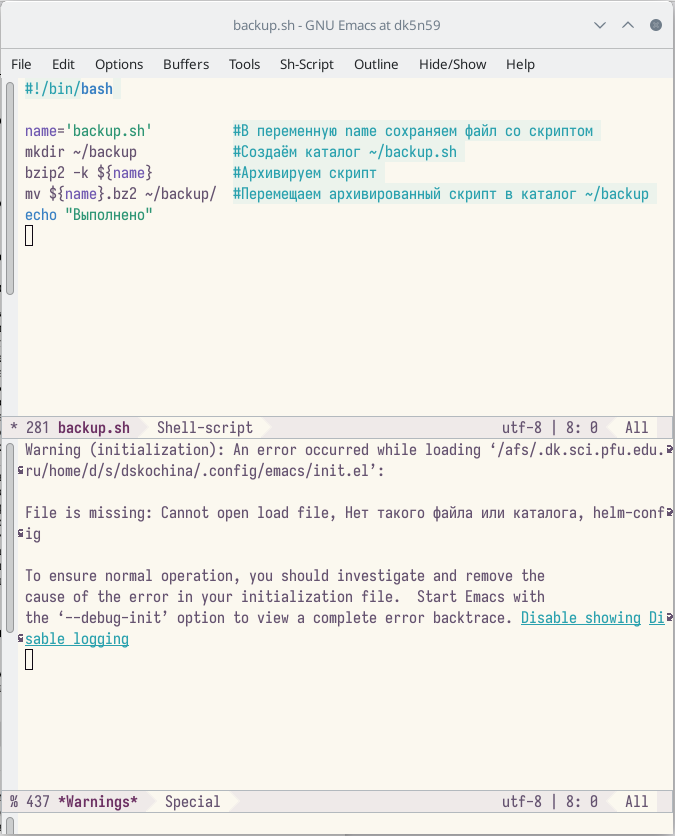 backup.sh - GNU Emacs at dk5n59
File Edit Options Buffers Tools Sh-Script Outline Hide/Show Help
#!/bin/bash
name='backup.sh' #В переменную name сохраняем файл со скриптом
mkdir ~/backup #Создаём каталог ~/backup.sh
bzip2 -k ${name} #Архивируем скрипт
mv ${name}.bz2 ~/backup/ #Перемещаем архивированный скрипт в каталог ~/backup
echo "Выполнено"
* 281 backup.sh Shell-script utf-8 | 8: 0 All
Warning (initialization): An error occurred while loading ‘/afs/.dk.sci.pfu.edu.
ru/home/d/s/dskochina/.config/emacs/init.el’:
File is missing: Cannot open load file, Нет такого файла или каталога, helm-conf
ig
To ensure normal operation, you should investigate and remove the
cause of the error in your initialization file.  Start Emacs with
the ‘--debug-init’ option to view a complete error backtrace. Disable showing Di
sable logging
% 437 *Warnings* Special utf-8 | 8: 0 All